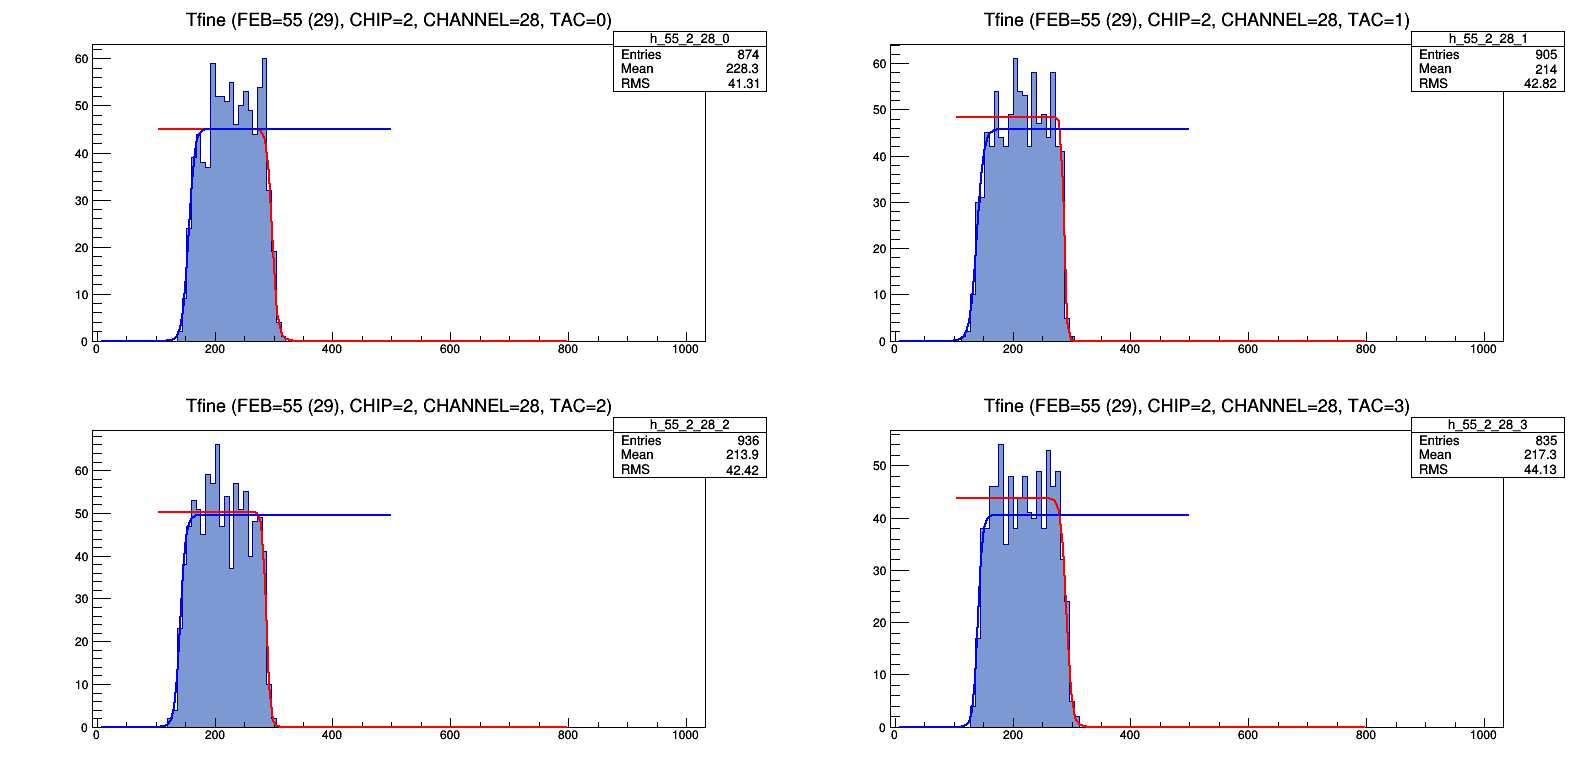 Tfine (FEB=55 (29), CHIP=2, CHANNEL=28, TAC=0)
h_55_2_28_0
Entries 874
Mean 228.3
RMS 41.31
60
50
40
30
20
10
0
0 200 400 600 800 1000
Tfine (FEB=55 (29), CHIP=2, CHANNEL=28, TAC=1)
h_55_2_28_1
Entries 905
Mean 214
RMS 42.82
60
50
40
30
20
10
0
0 200 400 600 800 1000
Tfine (FEB=55 (29), CHIP=2, CHANNEL=28, TAC=2)
h_55_2_28_2
Entries 936
Mean 213.9
RMS 42.42
60
50
40
30
20
10
0
0 200 400 600 800 1000
Tfine (FEB=55 (29), CHIP=2, CHANNEL=28, TAC=3)
h_55_2_28_3
Entries 835
Mean 217.3
RMS 44.13
50
40
30
20
10
0
0 200 400 600 800 1000